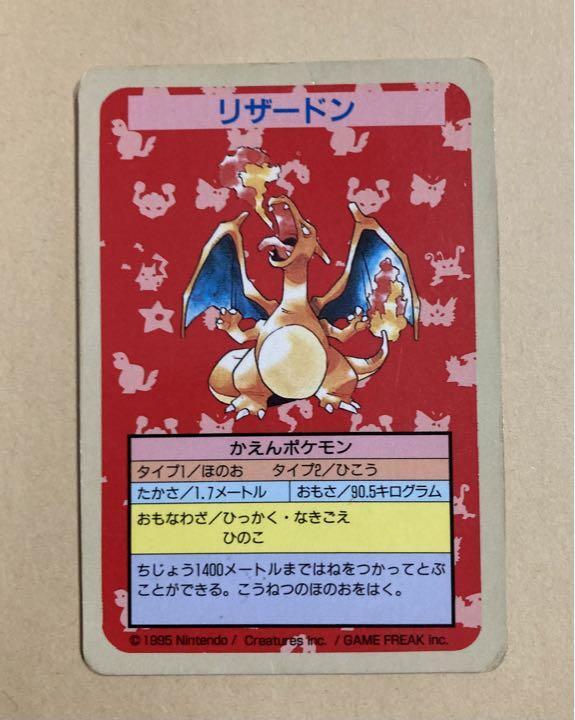 リザードン
かえんポケモン
タイプ1/ほのお タイプ2/ひこう
たかさ/1.7メートル おもさ/90.5キログラム
おもなわざ/ひっかく・なきごえ
ひのこ
ちじょう1400メートルまではねをつかってとぶ
ことができる。こうねつのほのおをはく。
©1995 Nintendo / Creatures inc. / GAME FREAK inc.